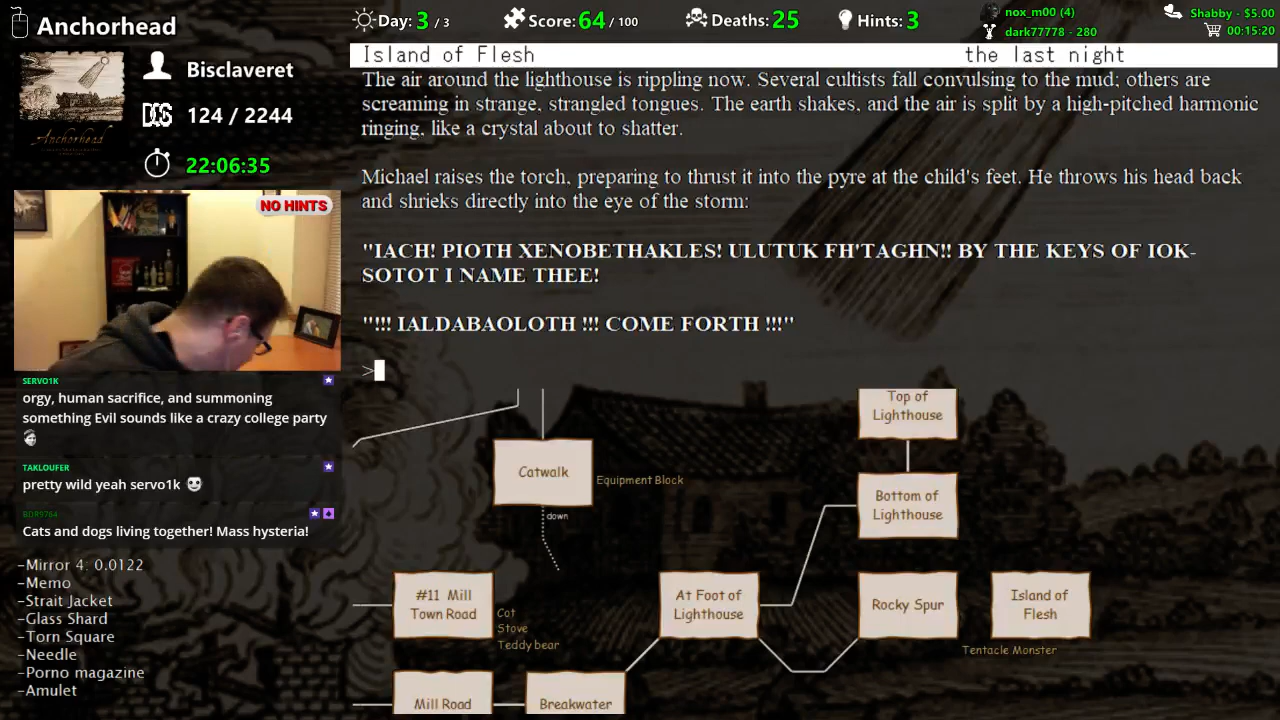 Anchorhead
Day: 3 / 3
Score: 64 / 100
Deaths: 25
Hints: 3
nox_m00 (4)
dark77778 - 280
Shabby - $5.00
00:15:20
Anchorhead
Bisclaveret
124 / 2244
22:06:35
NO HINTS
SERVO1K
orgy, human sacrifice, and summoning
something Evil sounds like a crazy college party
TAKLOUFER
pretty wild yeah servo1k
BDR9764
Cats and dogs living together! Mass hysteria!
-Mirror 4: 0.0122
-Memo
-Strait Jacket
-Glass Shard
-Torn Square
-Needle
-Porno magazine
-Amulet
Island of Flesh
the last night
The air around the lighthouse is rippling now. Several cultists fall convulsing to the mud; others are
screaming in strange, strangled tongues. The earth shakes, and the air is split by a high-pitched harmonic
ringing, like a crystal about to shatter.
Michael raises the torch, preparing to thrust it into the pyre at the child's feet. He throws his head back
and shrieks directly into the eye of the storm:
"IACH! PIOTH XENOBETHAKLES! ULUTUK FH'TAGHN!! BY THE KEYS OF IOK-
SOTOT I NAME THEE!
"!!! IALDABAOLOTH !!! COME FORTH !!!"
>
Top of
Lighthouse
Catwalk
Equipment Block
down
Bottom of
Lighthouse
#11 Mill
Town Road
Cot
Stove
Teddy bear
At Foot of
Lighthouse
Rocky Spur
Island of
Flesh
Tentacle Monster
Mill Road
Breakwater